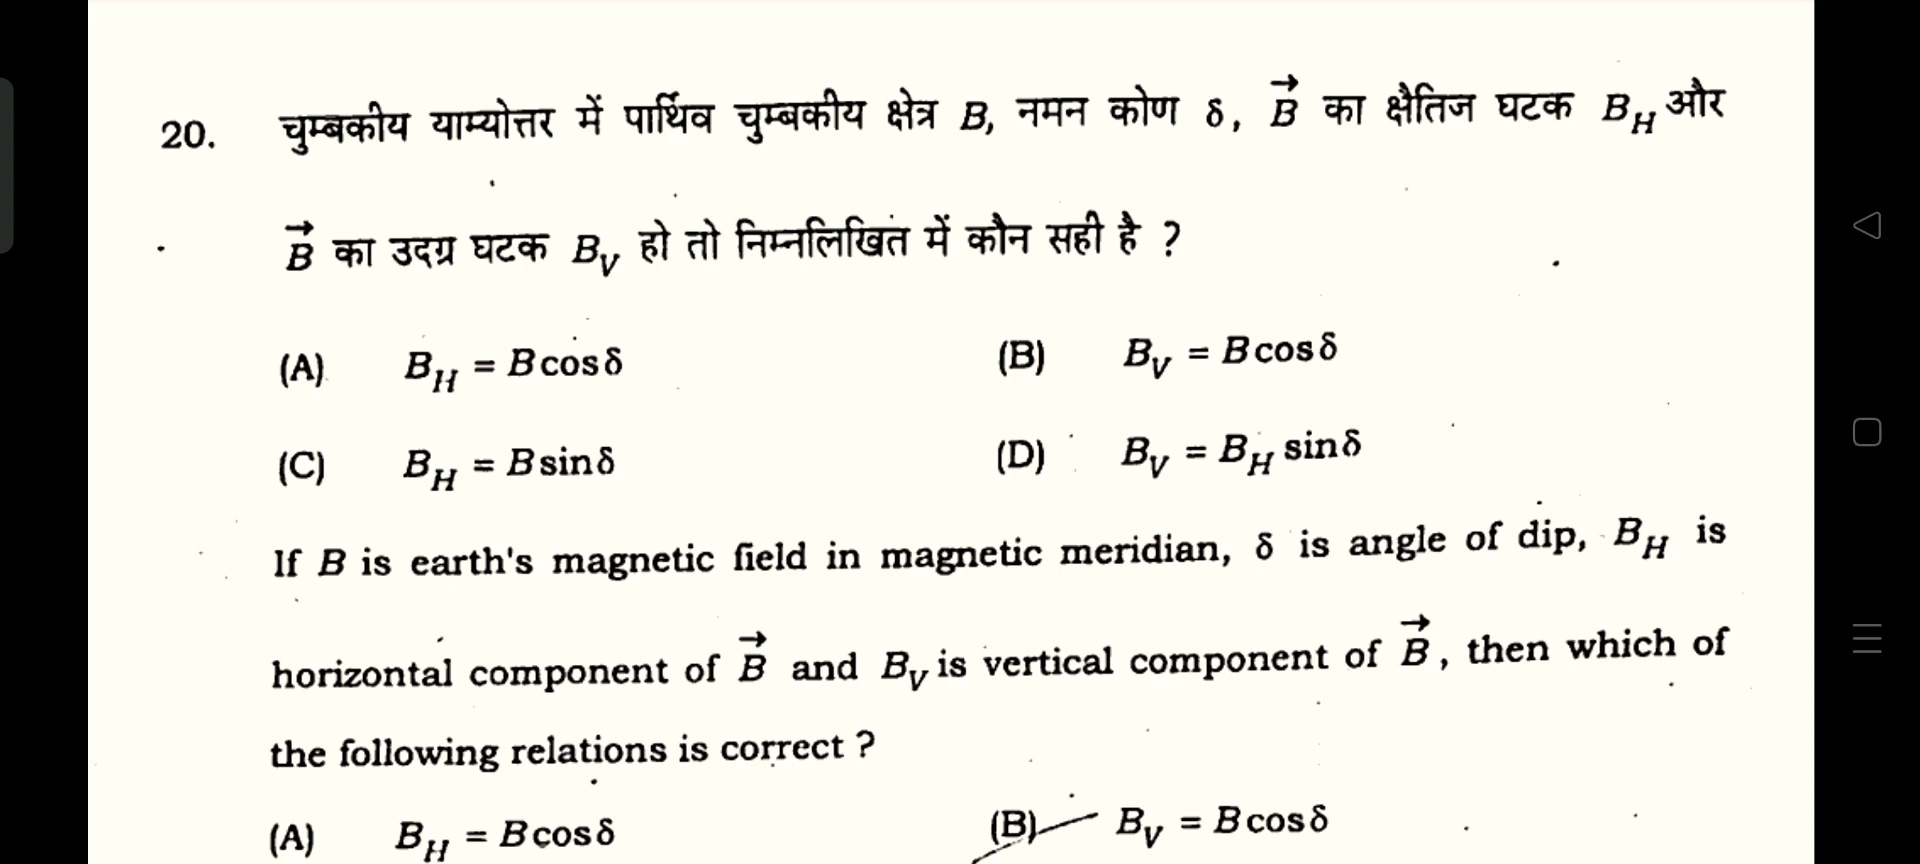 20. चुम्बकीय याम्योत्तर में पार्थिव चुम्बकीय क्षेत्र B, नमन कोण δ, B⃗ का क्षैतिज घटक B_H और
B⃗ का उदग्र घटक B_V हो तो निम्नलिखित में कौन सही है ?
(A) B_H = B cos δ (B) B_V = B cos δ
(C) B_H = B sin δ (D) B_V = B_H sin δ
If B is earth's magnetic field in magnetic meridian, δ is angle of dip, B_H is
horizontal component of B⃗ and B_V is vertical component of B⃗, then which of
the following relations is correct ?
(A) B_H = B cos δ (B) B_V = B cos δ